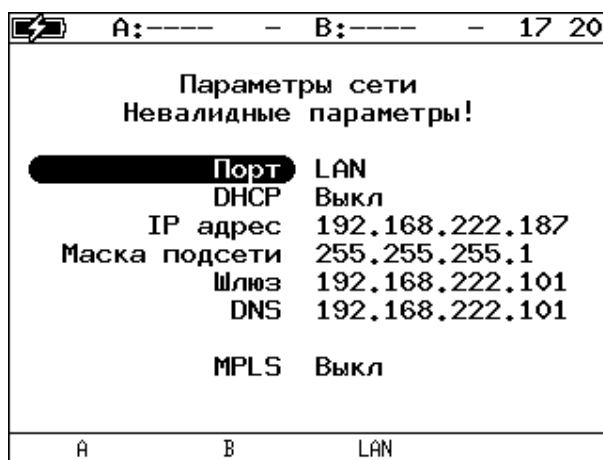 A:---- - B:---- - 17 20
Параметры сети
Невалидные параметры!
Порт LAN
DHCP Выкл
IP адрес 192.168.222.187
Маска подсети 255.255.255.1
Шлюз 192.168.222.101
DNS 192.168.222.101
MPLS Выкл
A B LAN